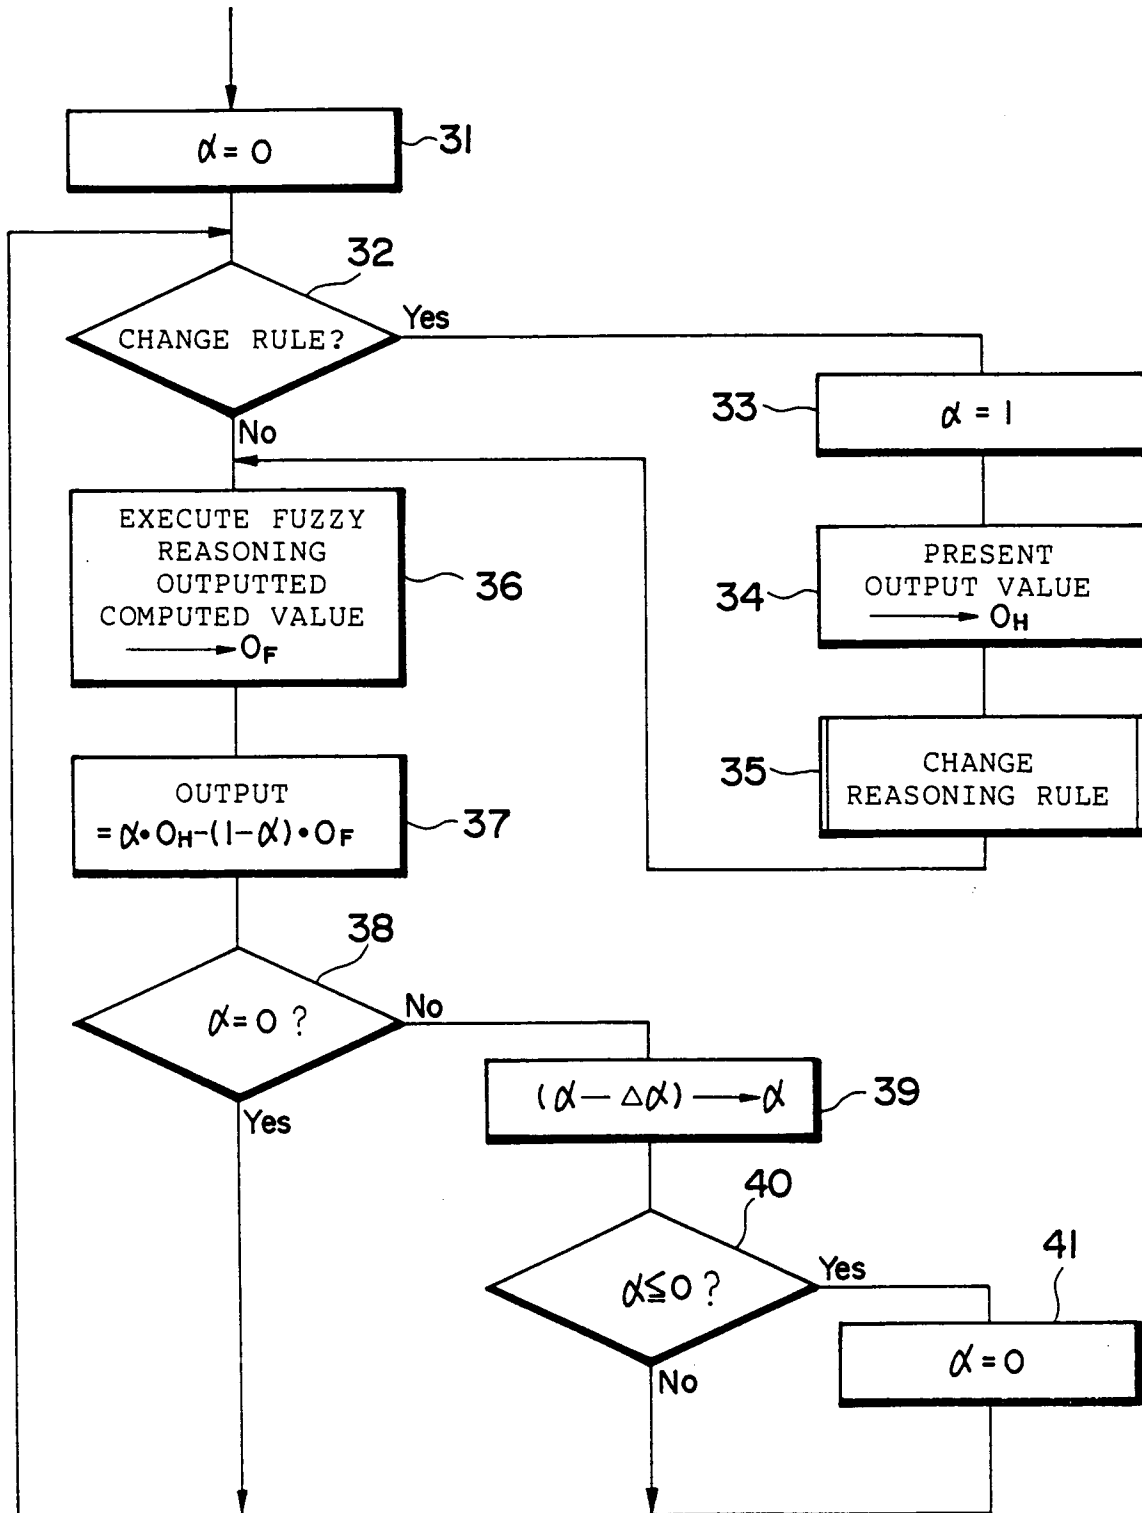 α = 0
31
32
CHANGE RULE?
Yes
No
33
α = 1
34
PRESENT
OUTPUT VALUE
→ OH
35
CHANGE
REASONING RULE
EXECUTE FUZZY
REASONING
OUTPUTTED
COMPUTED VALUE
→ OF
36
OUTPUT
= α · OH - (1 - α) · OF
37
38
α = 0 ?
No
Yes
(α - Δα) → α
39
40
α ≦ 0 ?
Yes
No
41
α = 0